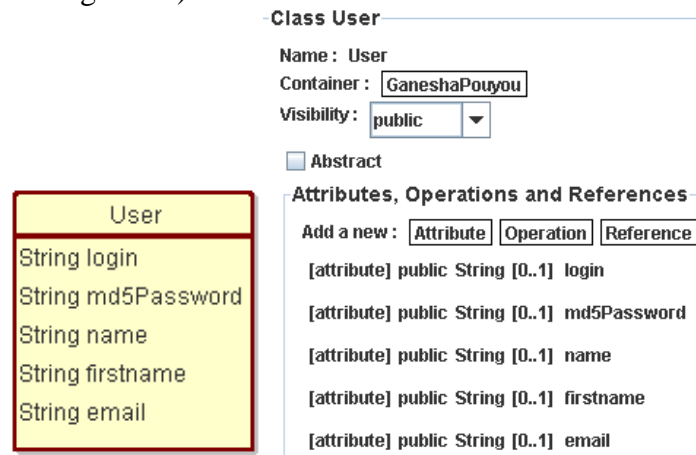 Class User
Name : User
Container : GaneshaPouyou
Visibility : public
Abstract
Attributes, Operations and References
Add a new : Attribute Operation Reference
[attribute] public String [0..1] login
[attribute] public String [0..1] md5Password
[attribute] public String [0..1] name
[attribute] public String [0..1] firstname
[attribute] public String [0..1] email
User
String login
String md5Password
String name
String firstname
String email